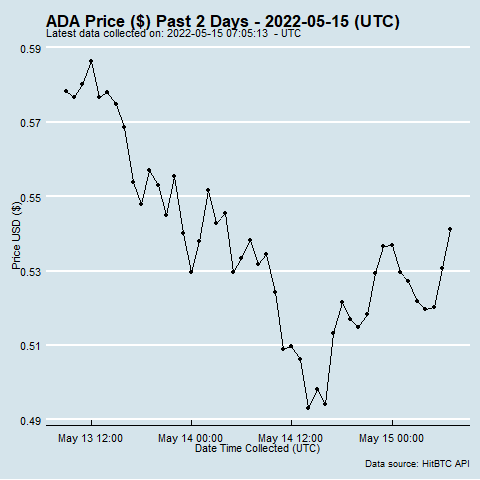 ADA Price ($) Past 2 Days - 2022-05-15 (UTC)
Latest data collected on: 2022-05-15 07:05:13 - UTC
0.59
0.57
0.55
0.53
0.51
0.49
Price USD ($)
May 13 12:00
May 14 00:00
May 14 12:00
May 15 00:00
Date Time Collected (UTC)
Data source: HitBTC API